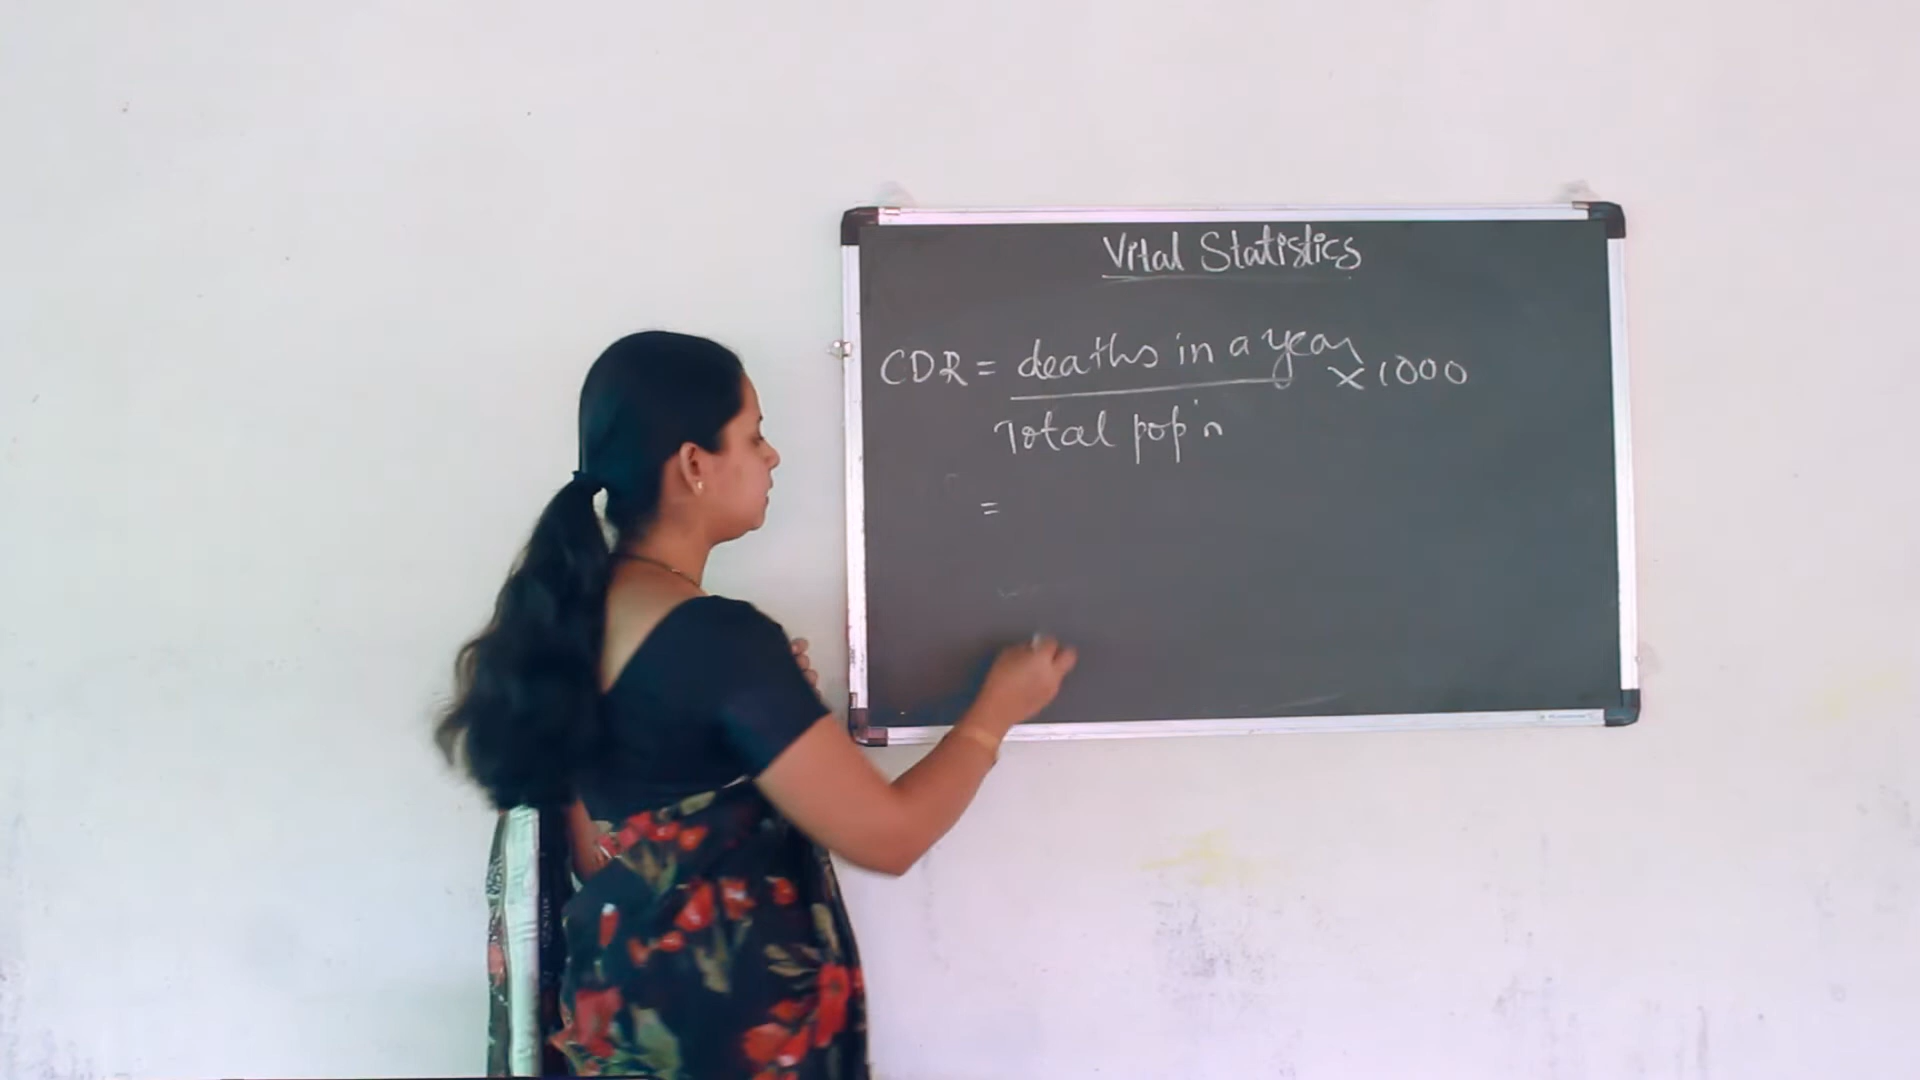 Vital Statistics
CDR = deaths in a year × 1000
Total pop'n
=